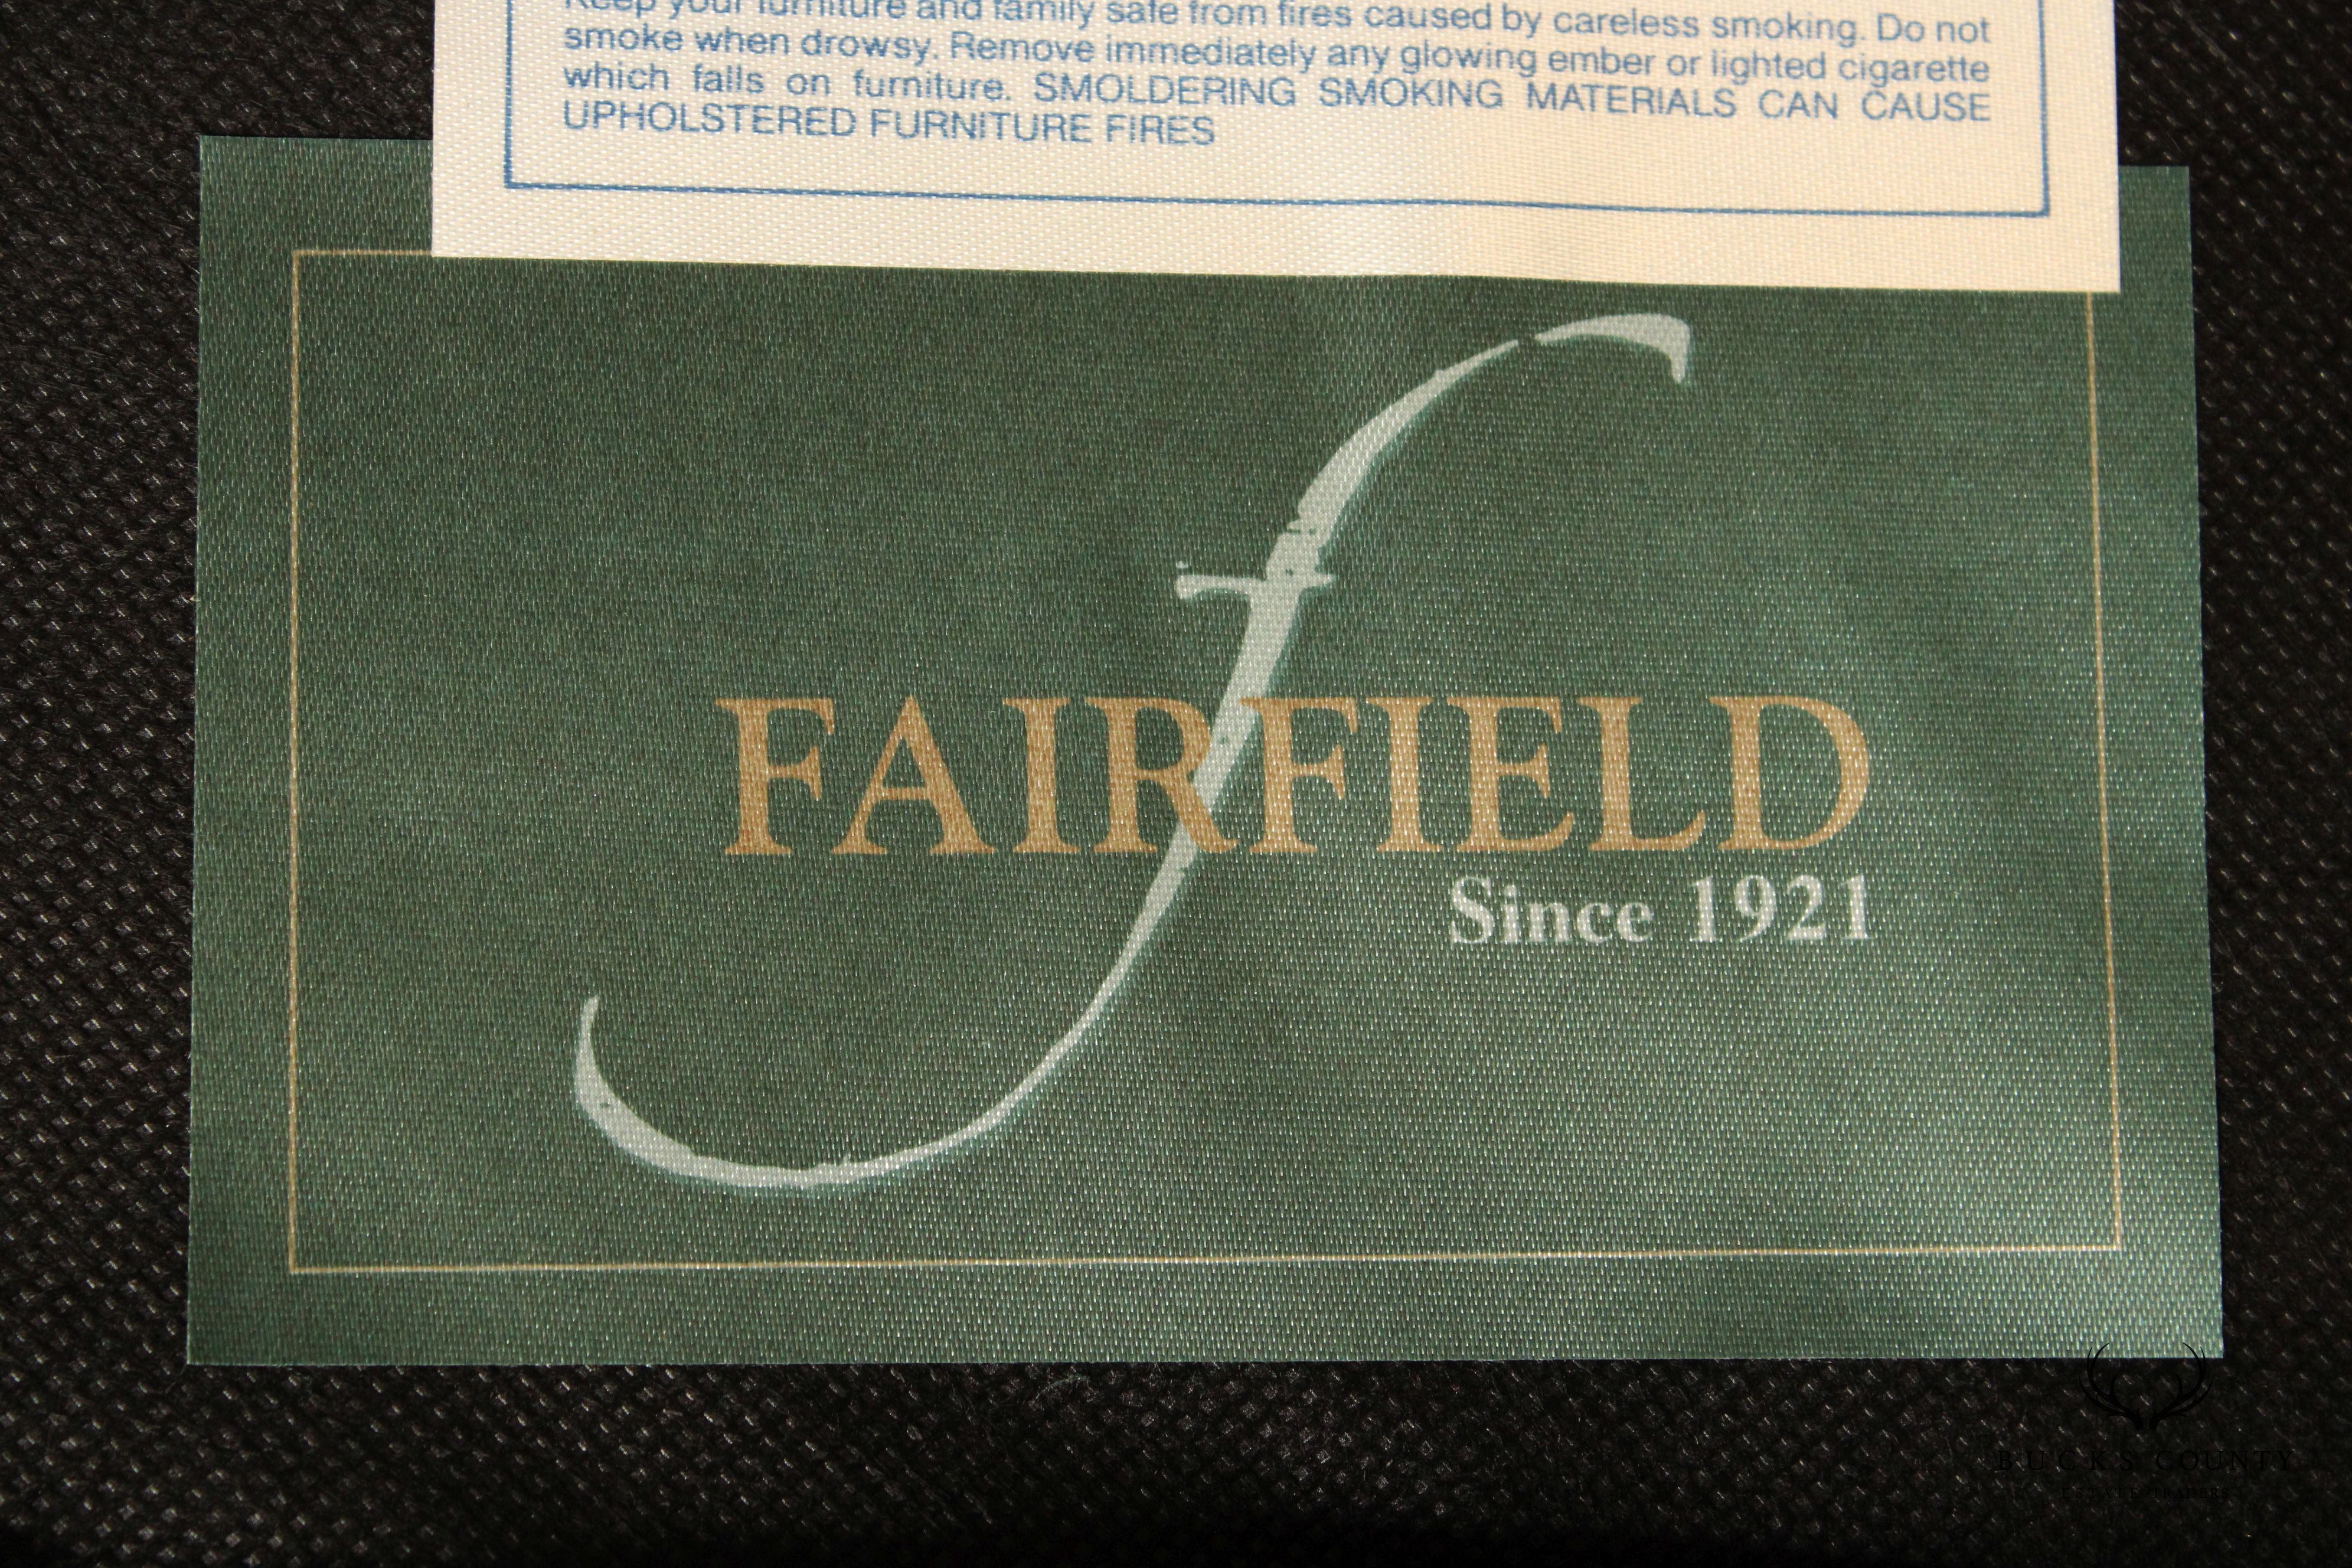 Keep your furniture and family safe from fires caused by careless smoking. Do not
smoke when drowsy. Remove immediately any glowing ember or lighted cigarette
which falls on furniture. SMOLDERING SMOKING MATERIALS CAN CAUSE
UPHOLSTERED FURNITURE FIRES
f
FAIRFIELD
Since 1921
BUCKS COUNTY
ESTATE TRADERS